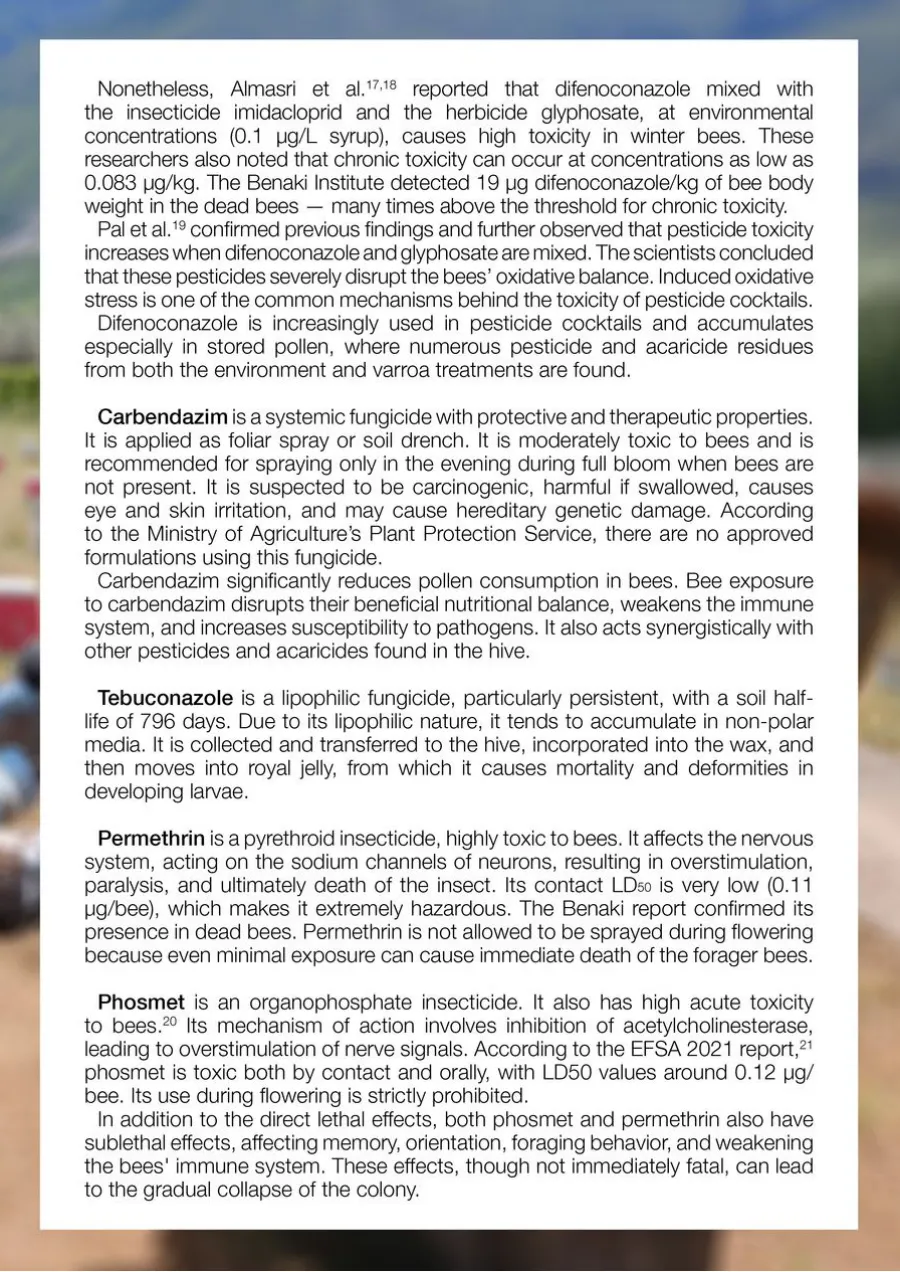 Nonetheless, Almasri et al.17,18 reported that difenoconazole mixed with
the insecticide imidacloprid and the herbicide glyphosate, at environmental
concentrations (0.1 µg/L syrup), causes high toxicity in winter bees. These
researchers also noted that chronic toxicity can occur at concentrations as low as
0.083 µg/kg. The Benaki Institute detected 19 µg difenoconazole/kg of bee body
weight in the dead bees — many times above the threshold for chronic toxicity.
Pal et al.19 confirmed previous findings and further observed that pesticide toxicity
increases when difenoconazole and glyphosate are mixed. The scientists concluded
that these pesticides severely disrupt the bees’ oxidative balance. Induced oxidative
stress is one of the common mechanisms behind the toxicity of pesticide cocktails.
Difenoconazole is increasingly used in pesticide cocktails and accumulates
especially in stored pollen, where numerous pesticide and acaricide residues
from both the environment and varroa treatments are found.
Carbendazim is a systemic fungicide with protective and therapeutic properties.
It is applied as foliar spray or soil drench. It is moderately toxic to bees and is
recommended for spraying only in the evening during full bloom when bees are
not present. It is suspected to be carcinogenic, harmful if swallowed, causes
eye and skin irritation, and may cause hereditary genetic damage. According
to the Ministry of Agriculture’s Plant Protection Service, there are no approved
formulations using this fungicide.
Carbendazim significantly reduces pollen consumption in bees. Bee exposure
to carbendazim disrupts their beneficial nutritional balance, weakens the immune
system, and increases susceptibility to pathogens. It also acts synergistically with
other pesticides and acaricides found in the hive.
Tebuconazole is a lipophilic fungicide, particularly persistent, with a soil half-
life of 796 days. Due to its lipophilic nature, it tends to accumulate in non-polar
media. It is collected and transferred to the hive, incorporated into the wax, and
then moves into royal jelly, from which it causes mortality and deformities in
developing larvae.
Permethrin is a pyrethroid insecticide, highly toxic to bees. It affects the nervous
system, acting on the sodium channels of neurons, resulting in overstimulation,
paralysis, and ultimately death of the insect. Its contact LD50 is very low (0.11
µg/bee), which makes it extremely hazardous. The Benaki report confirmed its
presence in dead bees. Permethrin is not allowed to be sprayed during flowering
because even minimal exposure can cause immediate death of the forager bees.
Phosmet is an organophosphate insecticide. It also has high acute toxicity
to bees.20 Its mechanism of action involves inhibition of acetylcholinesterase,
leading to overstimulation of nerve signals. According to the EFSA 2021 report,21
phosmet is toxic both by contact and orally, with LD50 values around 0.12 µg/
bee. Its use during flowering is strictly prohibited.
In addition to the direct lethal effects, both phosmet and permethrin also have
sublethal effects, affecting memory, orientation, foraging behavior, and weakening
the bees' immune system. These effects, though not immediately fatal, can lead
to the gradual collapse of the colony.